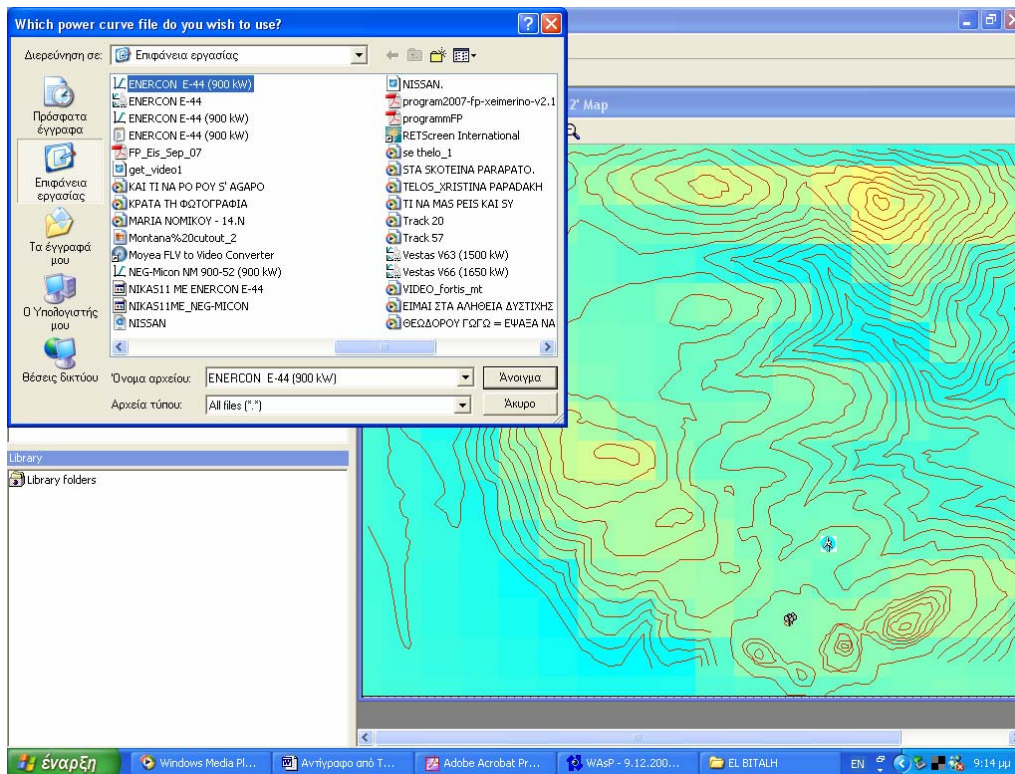 Which power curve file do you wish to use?
Διερεύνηση σε:
Επιφάνεια εργασίας
Πρόσφατα έγγραφα
Επιφάνεια εργασίας
Τα έγγραφά μου
Ο Υπολογιστής μου
Θέσεις δικτύου
ENERCON E-44 (900 kW)
ENERCON E-44
ENERCON E-44 (900 kW)
ENERCON E-44 (900 kW)
FP_Eis_Sep_07
get_video1
ΚΑΙ ΤΙ ΝΑ ΡΟ ΡΟΥ S' AGAPO
ΚΡΑΤΑ ΤΗ ΦΩΤΟΓΡΑΦΙΑ
MARIA NOMIKOY - 14.N
Montana%20cutout_2
Moyea FLV to Video Converter
NEG-Micon NM 900-52 (900 kW)
NIKAS11 ME ENERCON E-44
NIKAS11ME_NEG-MICON
NISSAN
NISSAN.
program2007-fp-xeimerino-v2.1
programmFP
RETScreen International
se thelo_1
STA SKOTEINA PARAPATO.
TELOS_XRISTINA PAPADAKH
TI NA MAS PEIS KAI SY
Track 20
Track 57
Vestas V63 (1500 kW)
Vestas V66 (1650 kW)
VIDEO_fortis_mt
ΕΙΜΑΙ ΣΤΑ ΑΛΗΘΕΙΑ ΔΥΣΤΙΧΗΣ
ΘΕΩΔΟΡΟΥ ΓΩΓΩ = ΕΨΑΞΑ ΝΑ
Όνομα αρχείου:
ENERCON E-44 (900 kW)
Άνοιγμα
Αρχεία τύπου:
All files (*.*)
Άκυρο
2' Map
Library
Library folders
έναρξη
Windows Media Pl...
Αντίγραφο από Τ...
Adobe Acrobat Pr...
WAsP - 9.12.200...
EL BITALH
EN
9:14 μμ